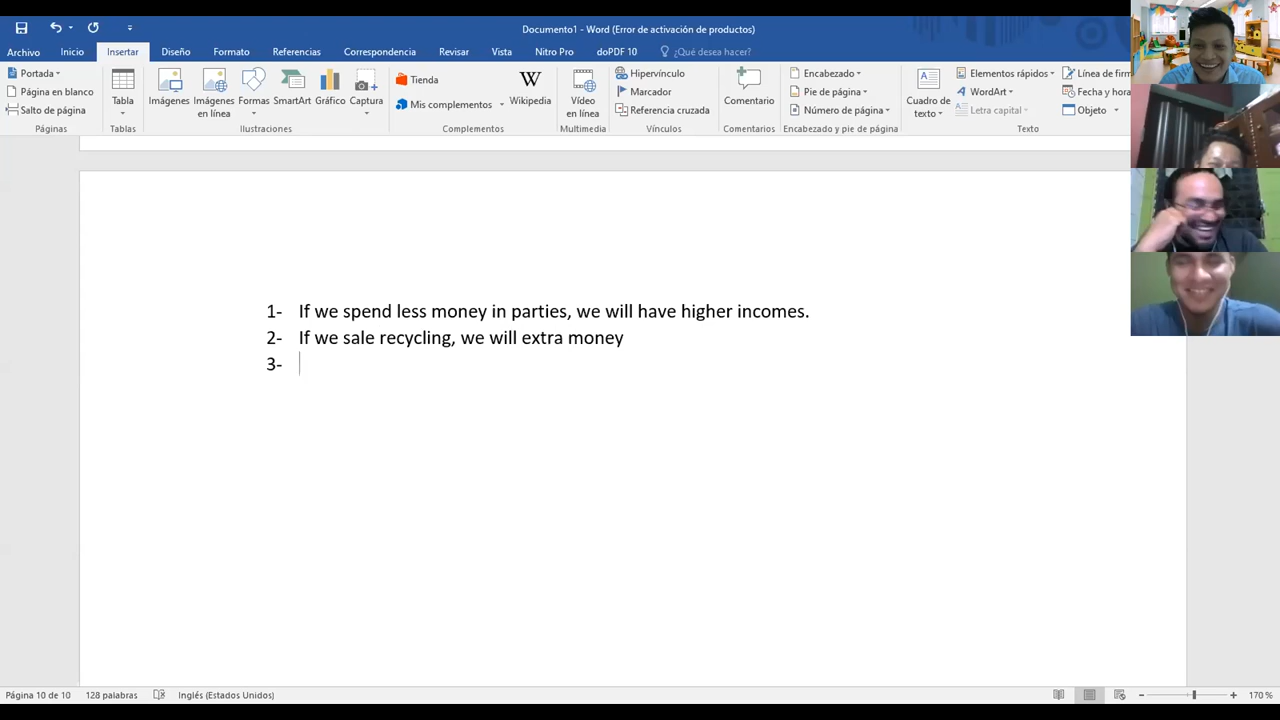 Documento1 - Word (Error de activación de productos)
Archivo Inicio Insertar Diseño Formato Referencias Correspondencia Revisar Vista Nitro Pro doPDF 10 ¿Qué desea hacer?
Portada
Página en blanco
Salto de página
Páginas
Tabla
Tablas
Imágenes
Imágenes en línea
Formas
SmartArt
Gráfico
Captura
Ilustraciones
Tienda
Mis complementos
W
Wikipedia
Complementos
Vídeo en línea
Multimedia
Hipervínculo
Marcador
Referencia cruzada
Vínculos
Comentario
Comentarios
Encabezado
Pie de página
Número de página
Encabezado y pie de página
Cuadro de texto
Elementos rápidos
WordArt
Letra capital
Línea de firm
Fecha y hora
Objeto
Texto
1- If we spend less money in parties, we will have higher incomes.
2- If we sale recycling, we will extra money
3-
Página 10 de 10 128 palabras Inglés (Estados Unidos) 170 %